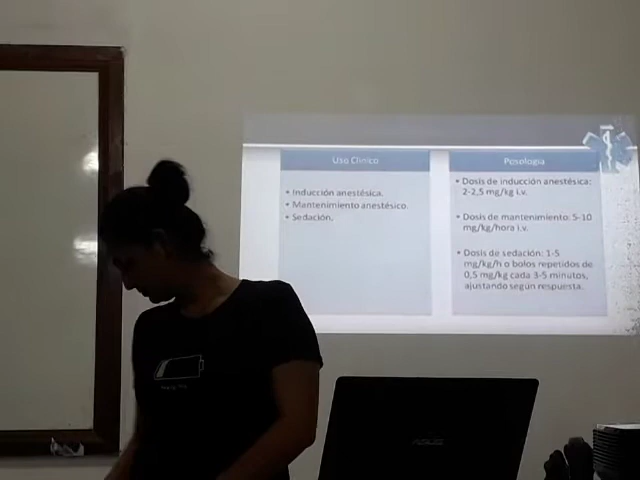 Uso Clínico
• Inducción anestésica.
• Mantenimiento anestésico.
• Sedación.
Posología
• Dosis de inducción anestésica:
2-2,5 mg/kg i.v.
• Dosis de mantenimiento: 5-10
mg/kg/hora i.v.
• Dosis de sedación: 1-5
mg/kg/h o bolos repetidos de
0,5 mg/kg cada 3-5 minutos,
ajustando según respuesta.
ASUS